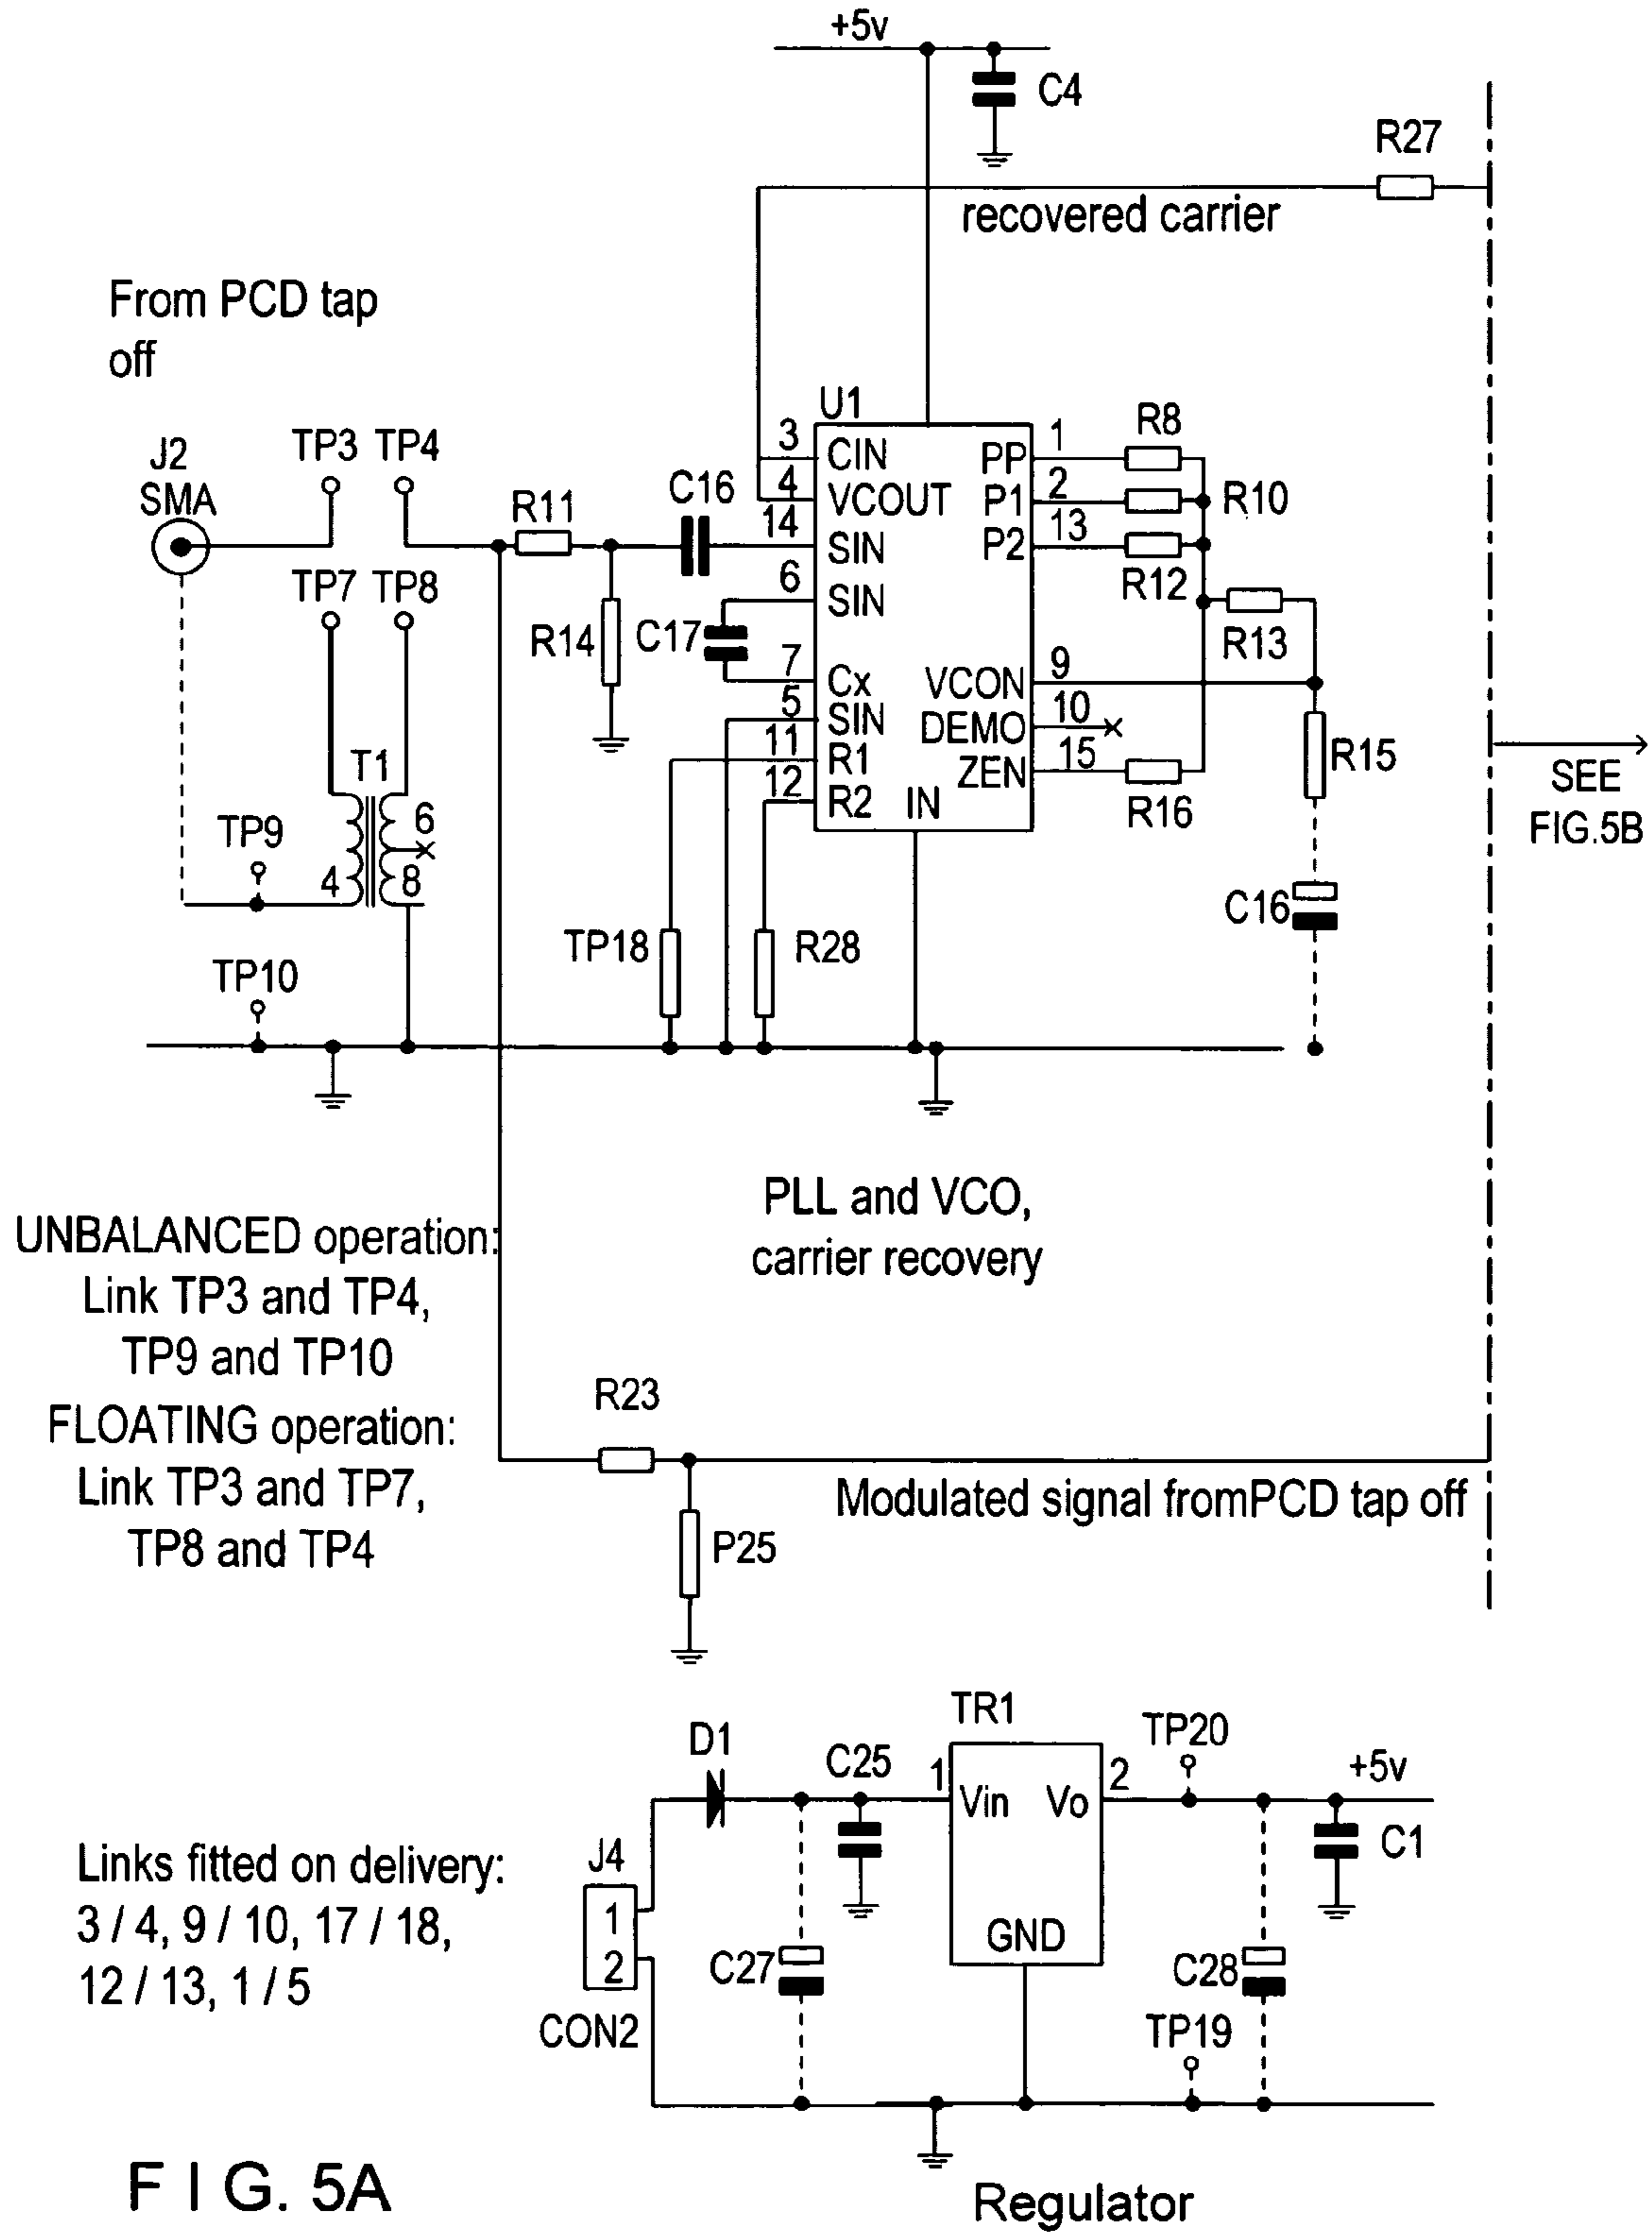 +5v
C4
R27
recovered carrier
From PCD tap
off
U1
J2
SMA
TP3 TP4
R11
C16
3 CIN
4 VCOUT
14 SIN
6 SIN
7 Cx
5 SIN
11 R1
12 R2
PP 1
P1 2
P2 13
VCON 9
DEMO 10
ZEN 15
IN
R8
R10
R12
R13
TP7 TP8
R14
C17
R15
SEE
FIG.5B
R16
T1
6
4
8
TP9
C16
TP18
R28
TP10
PLL and VCO,
carrier recovery
UNBALANCED operation:
Link TP3 and TP4,
TP9 and TP10
FLOATING operation:
Link TP3 and TP7,
TP8 and TP4
R23
Modulated signal fromPCD tap off
P25
TR1
D1
C25
1
Vin Vo
2
TP20
+5v
C1
GND
Links fitted on delivery:
3 / 4, 9 / 10, 17 / 18,
12 / 13, 1 / 5
J4
1
2
CON2
C27
C28
TP19
F I G. 5A
Regulator